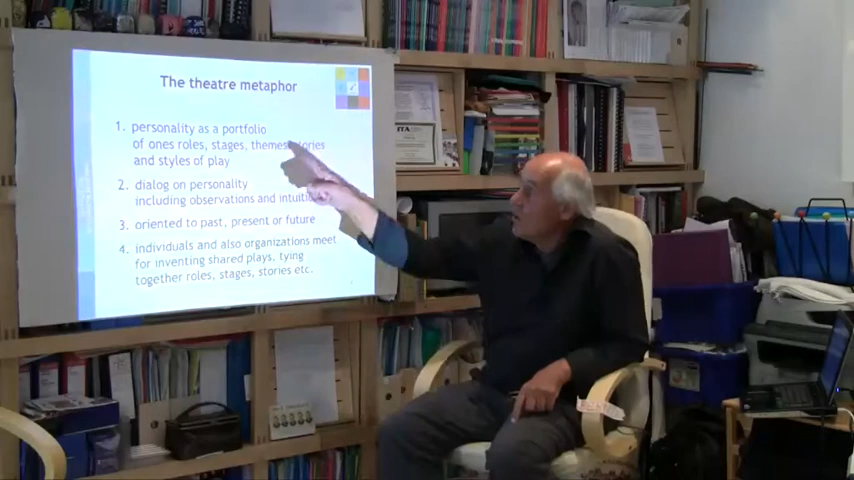 The theatre metaphor
1. personality as a portfolio
of ones roles, stages, themes stories
and styles of play
2. dialog on personality
including observations and
3. oriented to past, present or future
4. individuals and also organizations meet
for inventing shared plays, tying
together roles, stages, stories etc.
ITA